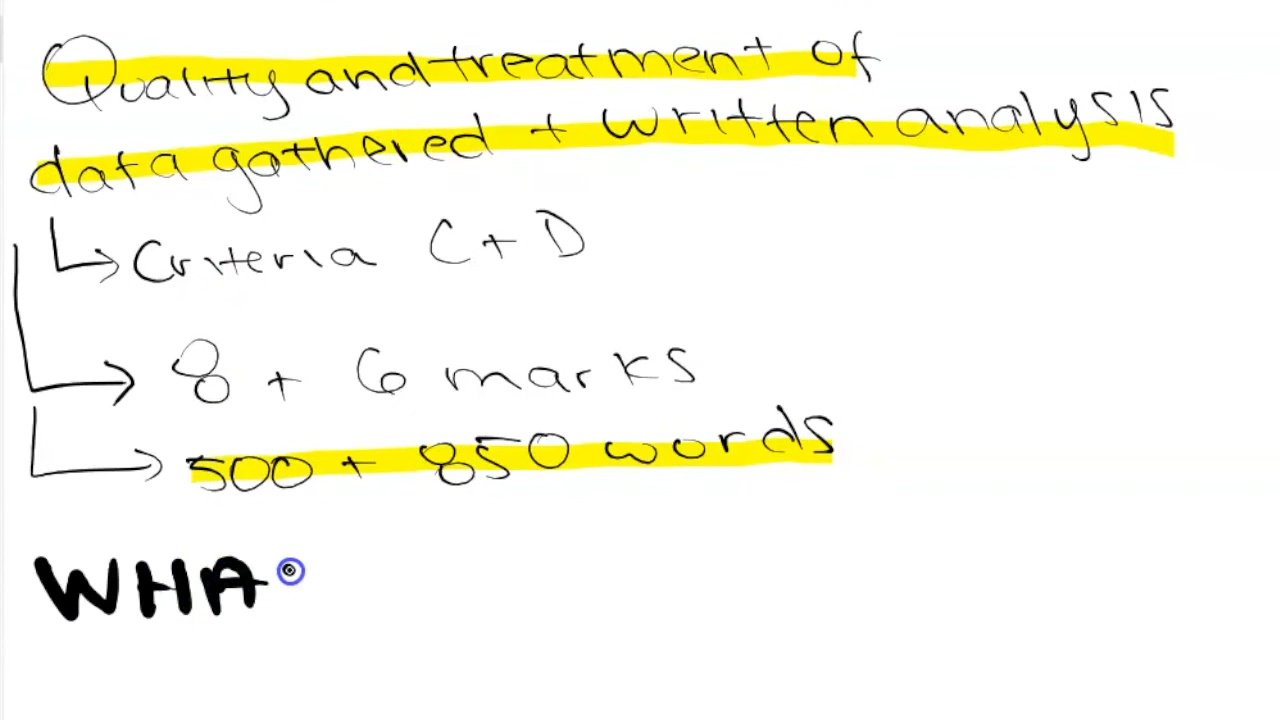 Quality and treatment of
data gathered + written analysis
Criteria C + D
8 + 6 marks
500 + 850 words
WHA